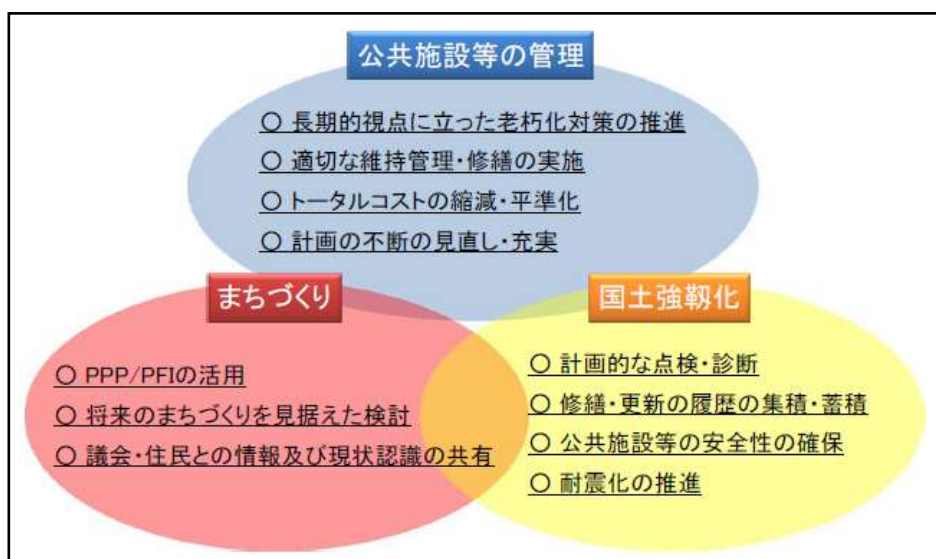 公共施設等の管理
○ 長期的視点に立った老朽化対策の推進
○ 適切な維持管理・修繕の実施
○ トータルコストの縮減・平準化
○ 計画の不断の見直し・充実
まちづくり
○ PPP/PFIの活用
○ 将来のまちづくりを見据えた検討
○ 議会・住民との情報及び現状認識の共有
国土強靱化
○ 計画的な点検・診断
○ 修繕・更新の履歴の集積・蓄積
○ 公共施設等の安全性の確保
○ 耐震化の推進